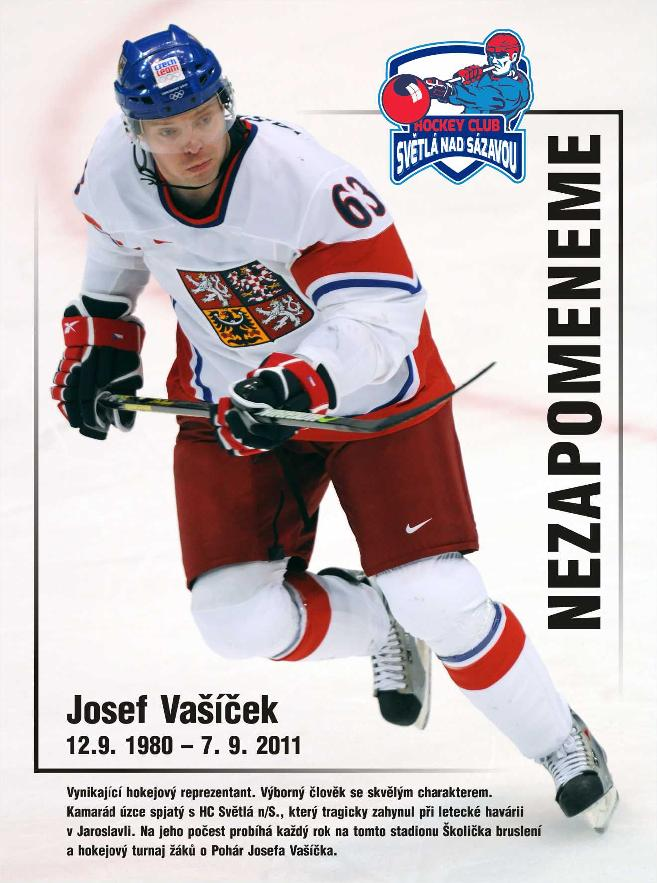 czech
team
63
HOCKEY CLUB
SVĚTLÁ NAD SÁZAVOU
NEZAPOMENEME
Josef Vašíček
12.9. 1980 – 7. 9. 2011
Vynikající hokejový reprezentant. Výborný člověk se skvělým charakterem.
Kamarád úzce spjatý s HC Světlá n/S., který tragicky zahynul při letecké havárii
v Jaroslavli. Na jeho počest probíhá každý rok na tomto stadionu Školička bruslení
a hokejový turnaj žáků o Pohár Josefa Vašíčka.